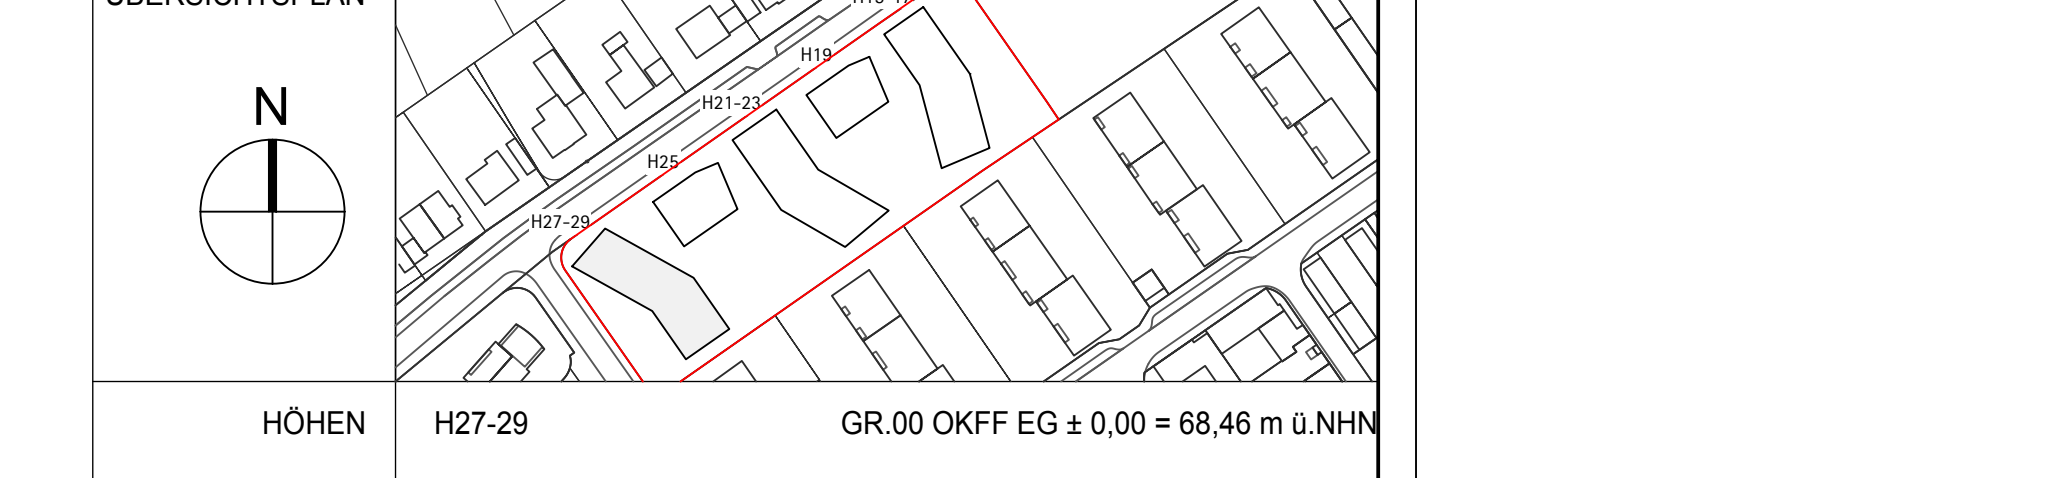 ÜBERSICHTSPLAN
N
H19
H21-23
H25
H27-29
HÖHEN
H27-29
GR.00 OKFF EG ± 0,00 = 68,46 m ü.NHN